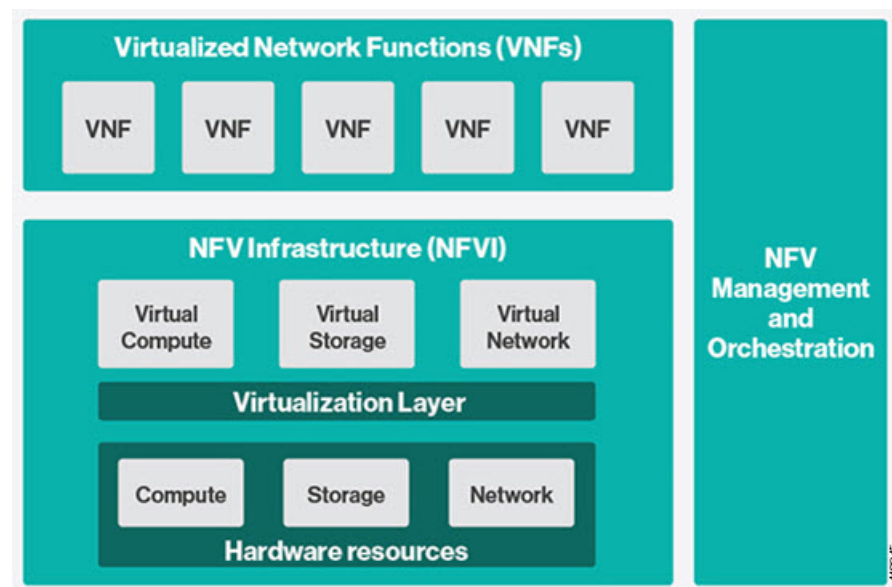 Virtualized Network Functions (VNFs)
VNF VNF VNF VNF VNF
NFV Infrastructure (NFVI)
Virtual Compute
Virtual Storage
Virtual Network
Virtualization Layer
Compute Storage Network
Hardware resources
NFV
Management
and
Orchestration